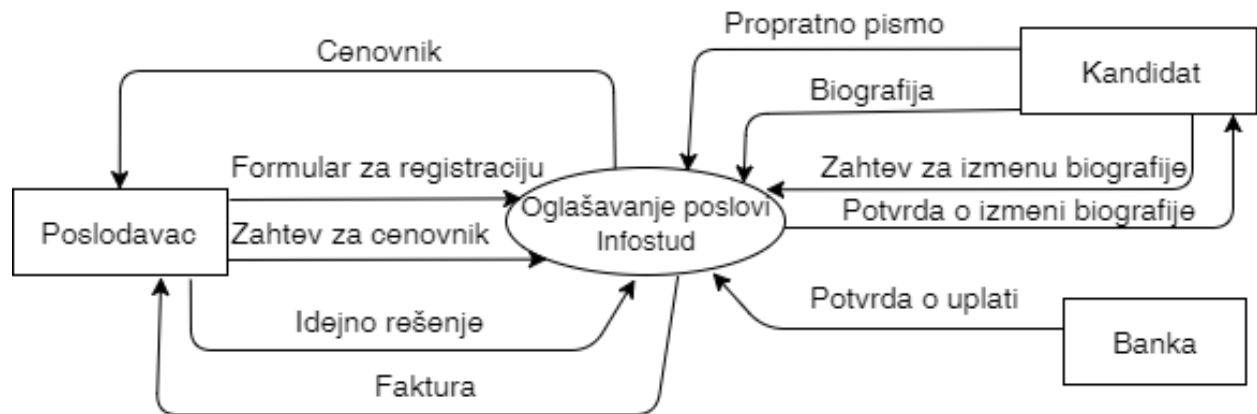 Propratno pismo
Cenovnik
Kandidat
Biografija
Formular za registraciju
Zahtev za izmenu biografije
Oglašavanje poslovi
Infostud
Potvrda o izmeni biografije
Poslodavac
Zahtev za cenovnik
Potvrda o uplati
Idejno rešenje
Banka
Faktura